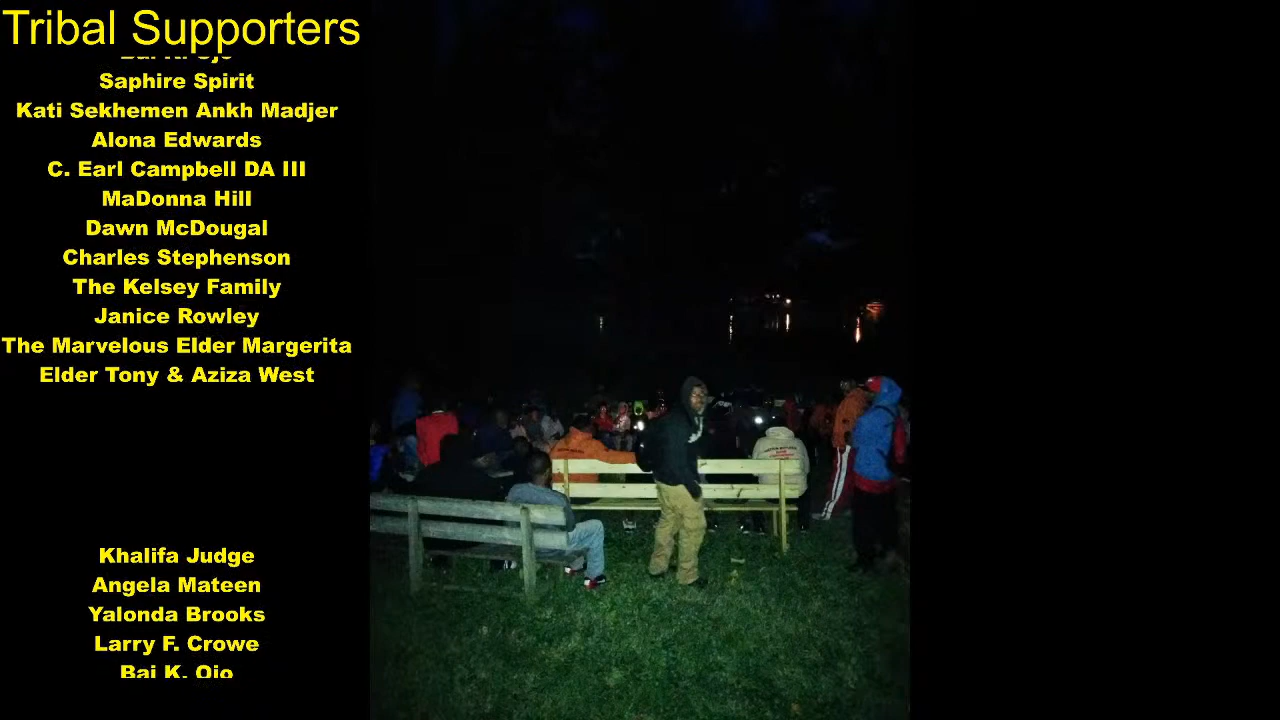 Tribal Supporters
Saphire Spirit
Kati Sekhemen Ankh Madjer
Alona Edwards
C. Earl Campbell DA III
MaDonna Hill
Dawn McDougal
Charles Stephenson
The Kelsey Family
Janice Rowley
The Marvelous Elder Margerita
Elder Tony & Aziza West
Khalifa Judge
Angela Mateen
Yalonda Brooks
Larry F. Crowe
Bai K. Ojo